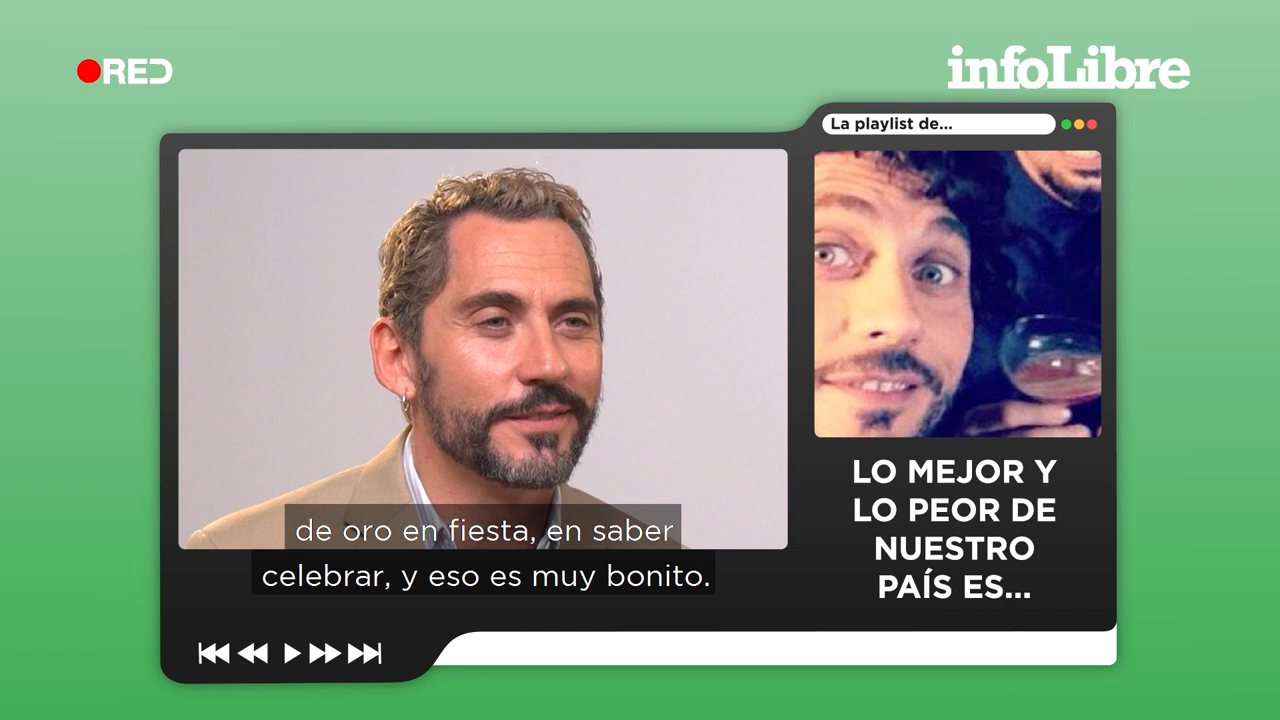 RED
infoLibre
La playlist de...
LO MEJOR Y
LO PEOR DE
NUESTRO
PAÍS ES...
de oro en fiesta, en saber
celebrar, y eso es muy bonito.